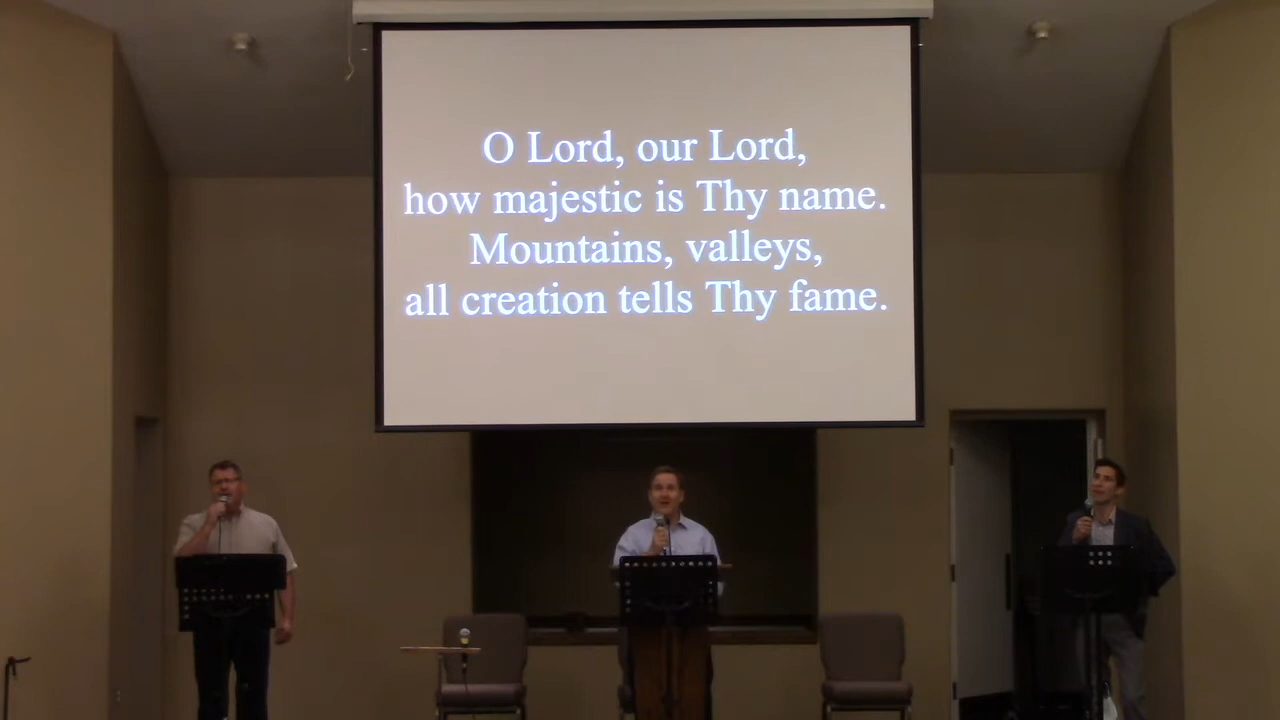 O Lord, our Lord,
how majestic is Thy name.
Mountains, valleys,
all creation tells Thy fame.